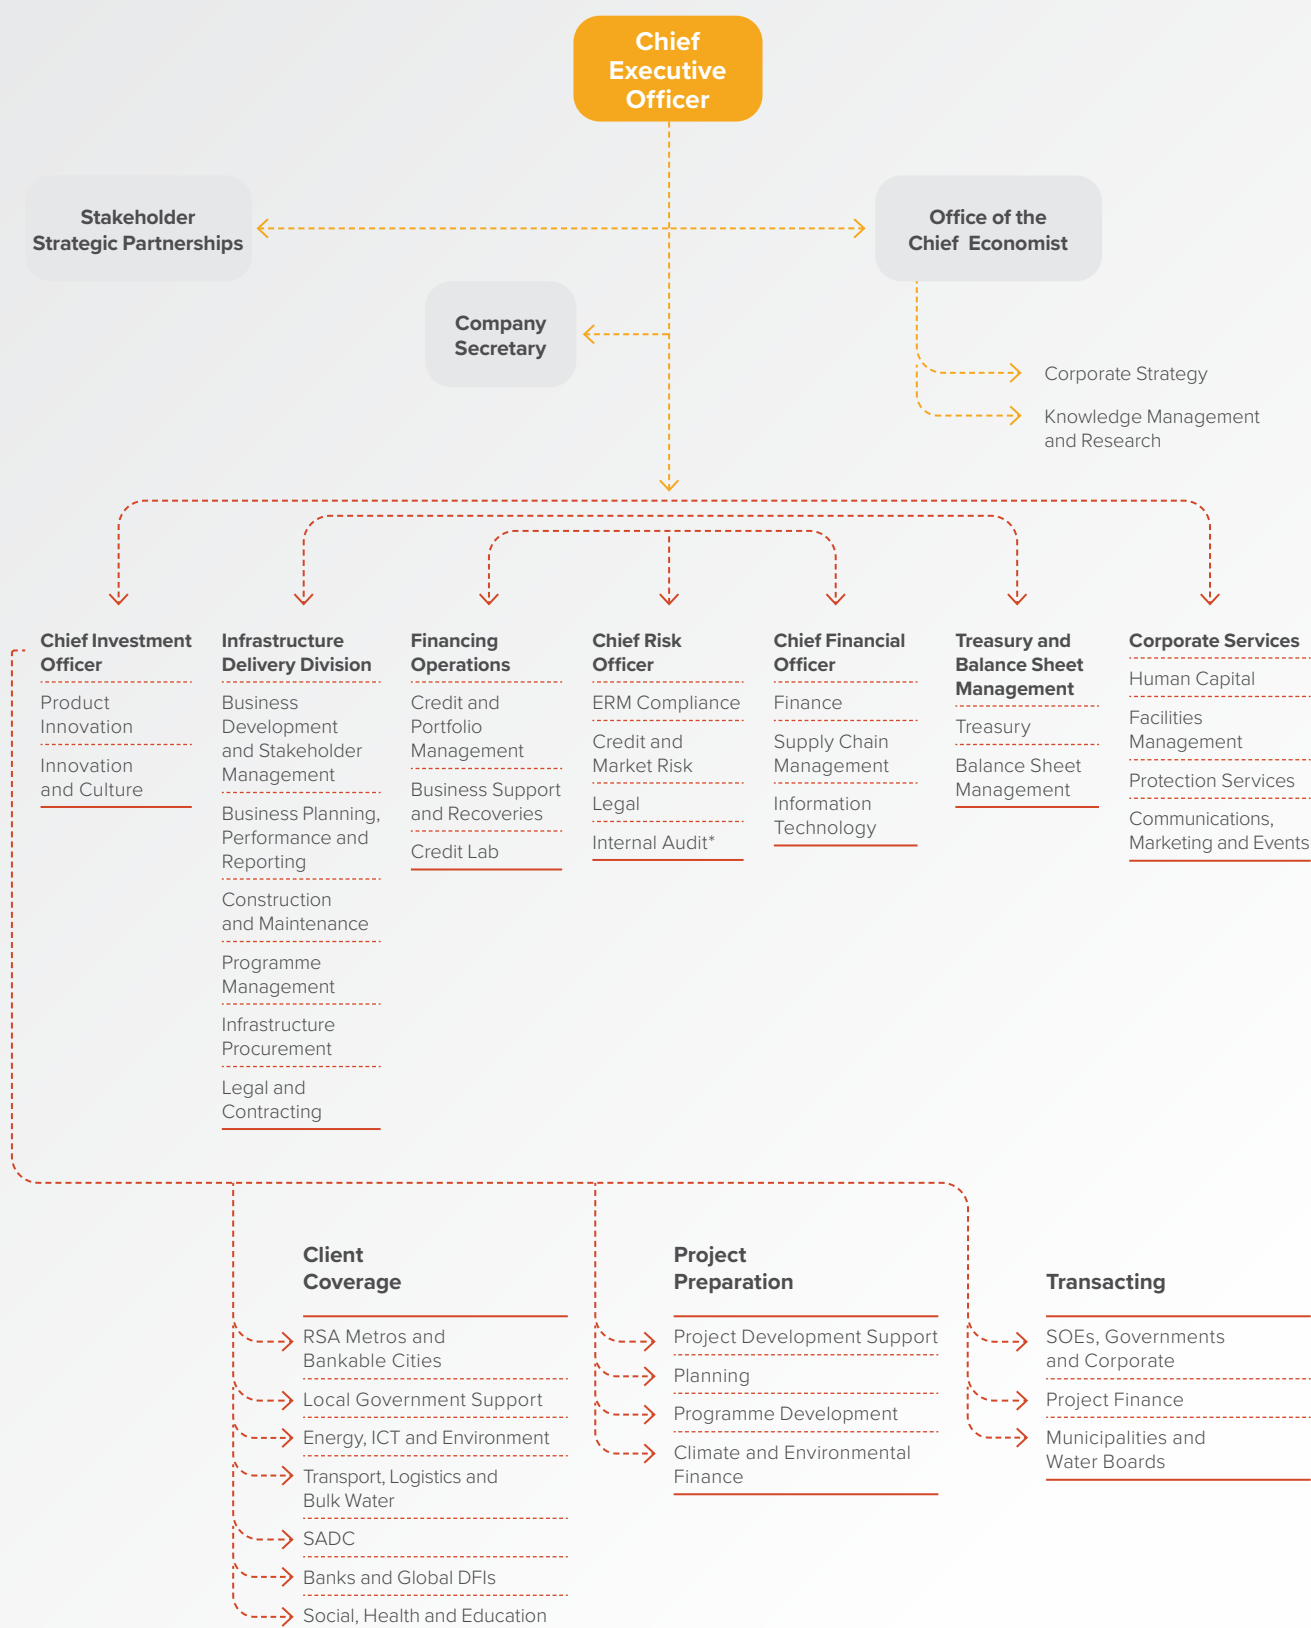 Chief
Executive
Officer
Stakeholder
Strategic Partnerships
Office of the
Chief Economist
Company
Secretary
Corporate Strategy
Knowledge Management
and Research
Chief Investment
Officer
Product
Innovation
Innovation
and Culture
Infrastructure
Delivery Division
Business
Development
and Stakeholder
Management
Business Planning,
Performance and
Reporting
Construction
and Maintenance
Programme
Management
Infrastructure
Procurement
Legal and
Contracting
Financing
Operations
Credit and
Portfolio
Management
Business Support
and Recoveries
Credit Lab
Chief Risk
Officer
ERM Compliance
Credit and
Market Risk
Legal
Internal Audit*
Chief Financial
Officer
Finance
Supply Chain
Management
Information
Technology
Treasury and
Balance Sheet
Management
Treasury
Balance Sheet
Management
Corporate Services
Human Capital
Facilities
Management
Protection Services
Communications,
Marketing and Events
Client
Coverage
RSA Metros and
Bankable Cities
Local Government Support
Energy, ICT and Environment
Transport, Logistics and
Bulk Water
SADC
Banks and Global DFIs
Social, Health and Education
Project
Preparation
Project Development Support
Planning
Programme Development
Climate and Environmental
Finance
Transacting
SOEs, Governments
and Corporate
Project Finance
Municipalities and
Water Boards